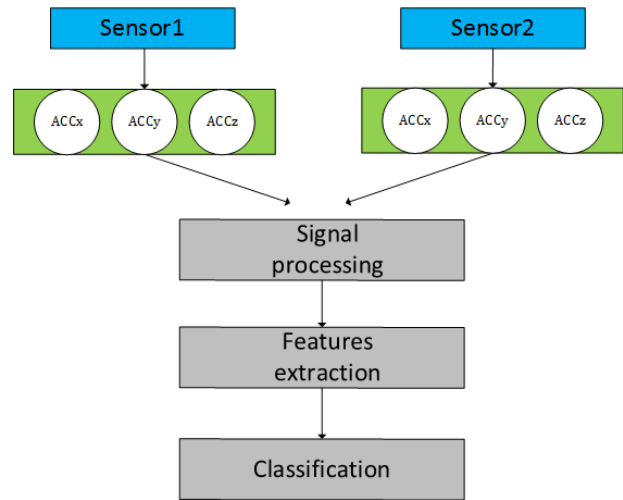 Sensor1
Sensor2
ACCx ACCy ACCz
ACCx ACCy ACCz
Signal
processing
Features
extraction
Classification